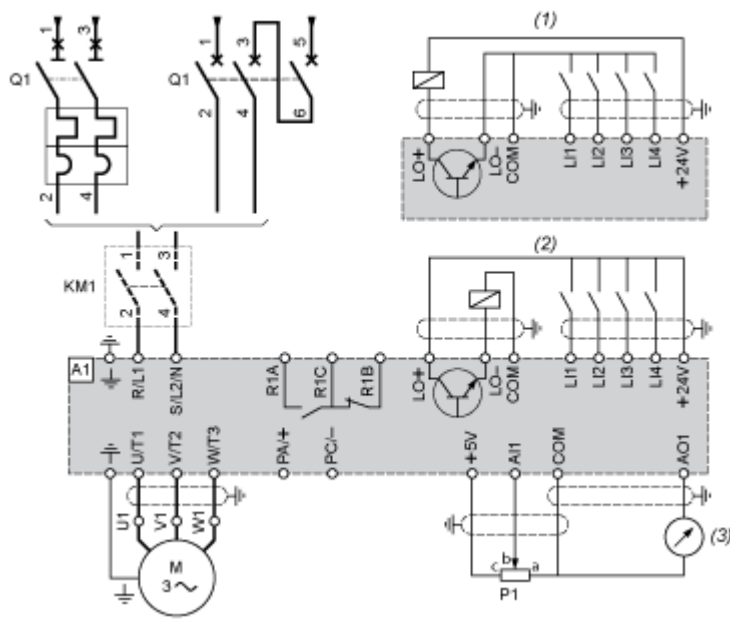 (1)
1
3
Q1
2
4
1
3
5
Q1
2
4
6
LO+
LO–
COM
LI1
LI2
LI3
LI4
+24V
(2)
1
3
KM1
2
4
A1
R/L1
S/L2/N
R1A
R1C
R1B
LO+
LO–
COM
LI1
LI2
LI3
LI4
+24V
U/T1
V/T2
W/T3
PA/+
PC/–
+5V
AI1
COM
AO1
U1
V1
W1
M
3~
c
b
a
P1
(3)